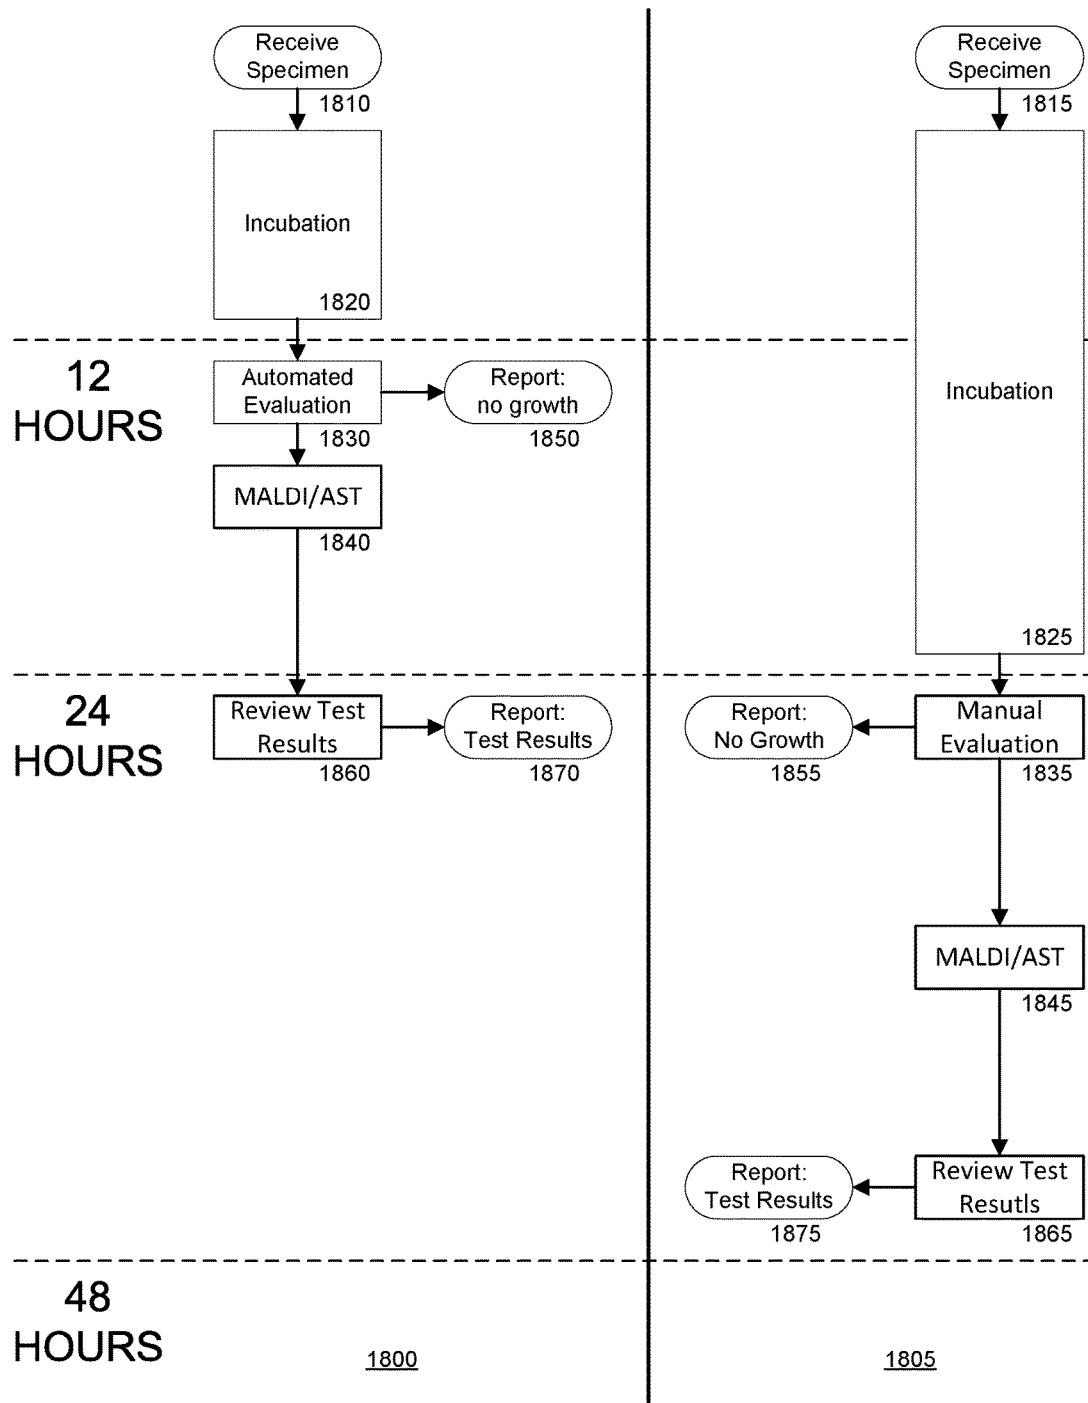 Receive
Specimen
1810
Incubation
1820
12
HOURS
Automated
Evaluation
1830
Report:
no growth
1850
MALDI/AST
1840
24
HOURS
Review Test
Results
1860
Report:
Test Results
1870
48
HOURS
1800
Receive
Specimen
1815
Incubation
1825
Report:
No Growth
1855
Manual
Evaluation
1835
MALDI/AST
1845
Report:
Test Results
1875
Review Test
Resutls
1865
1805